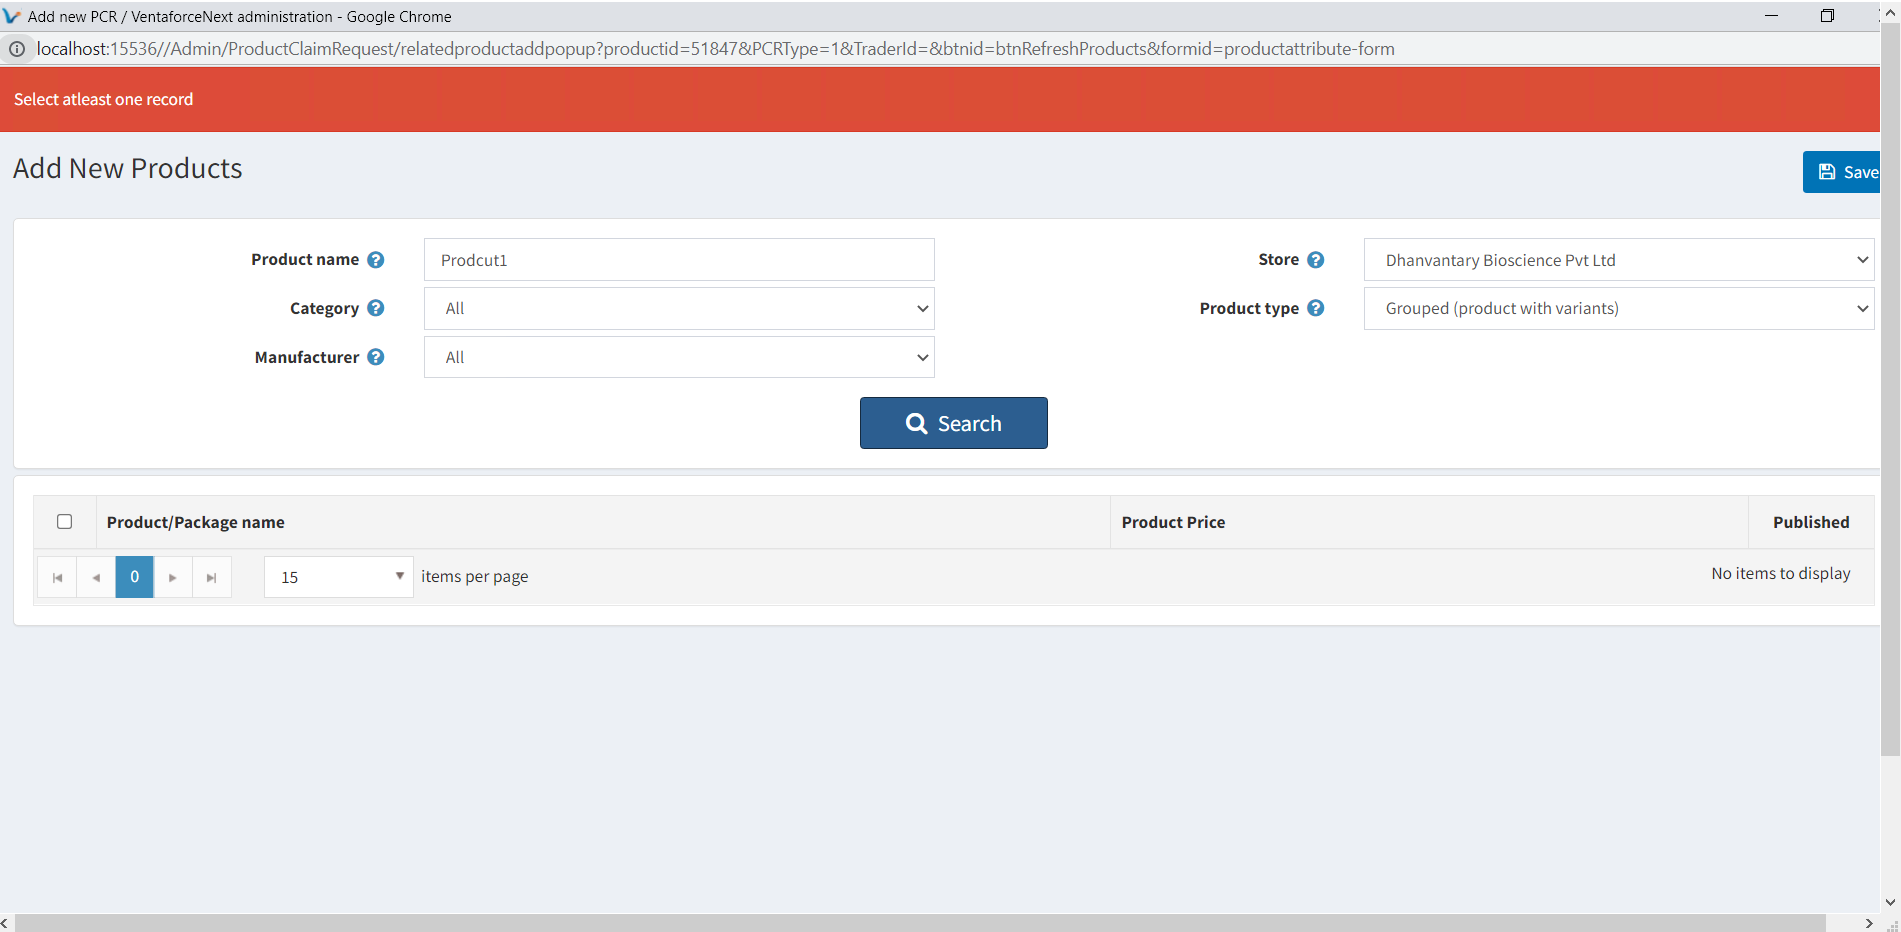 Add new PCR / VentaforceNext administration - Google Chrome
localhost:15536//Admin/ProductClaimRequest/relatedproductaddpopup?productid=51847&PCRType=1&TraderId=&btnid=btnRefreshProducts&formid=productattribute-form
Select atleast one record
Add New Products
Save
Product name
Prodcut1
Store
Dhanvantary Bioscience Pvt Ltd
Category
All
Product type
Grouped (product with variants)
Manufacturer
All
Search
Product/Package name
Product Price
Published
0
15
items per page
No items to display